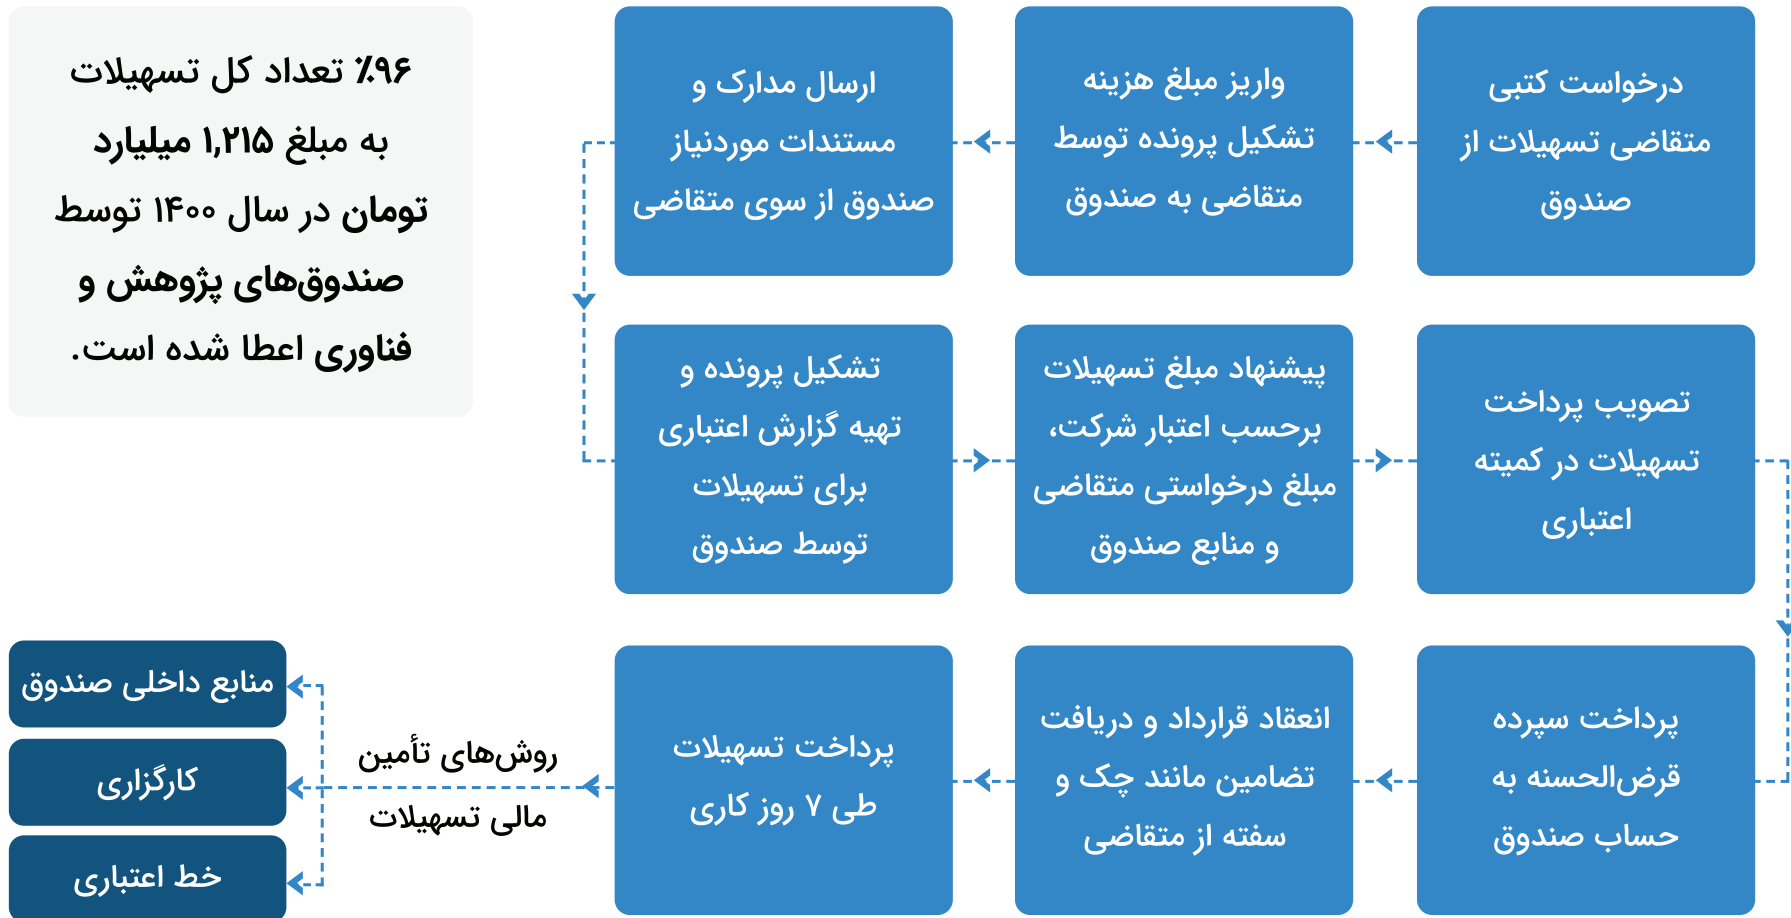 درخواست کتبی
متقاضی تسهیلات از
صندوق
واریز مبلغ هزینه
تشکیل پرونده توسط
متقاضی به صندوق
ارسال مدارک و
مستندات موردنیاز
صندوق از سوی متقاضی
۹۶٪ تعداد کل تسهیلات
به مبلغ ۱,۲۱۵ میلیارد
تومان در سال ۱۴۰۰ توسط
صندوق‌های پژوهش و
فناوری اعطا شده است.
تشکیل پرونده و
تهیه گزارش اعتباری
برای تسهیلات
توسط صندوق
پیشنهاد مبلغ تسهیلات
برحسب اعتبار شرکت،
مبلغ درخواستی متقاضی
و منابع صندوق
تصویب پرداخت
تسهیلات در کمیته
اعتباری
پرداخت سپرده
قرض‌الحسنه به
حساب صندوق
انعقاد قرارداد و دریافت
تضامین مانند چک و
سفته از متقاضی
پرداخت تسهیلات
طی ۷ روز کاری
روش‌های تأمین
مالی تسهیلات
منابع داخلی صندوق
کارگزاری
خط اعتباری